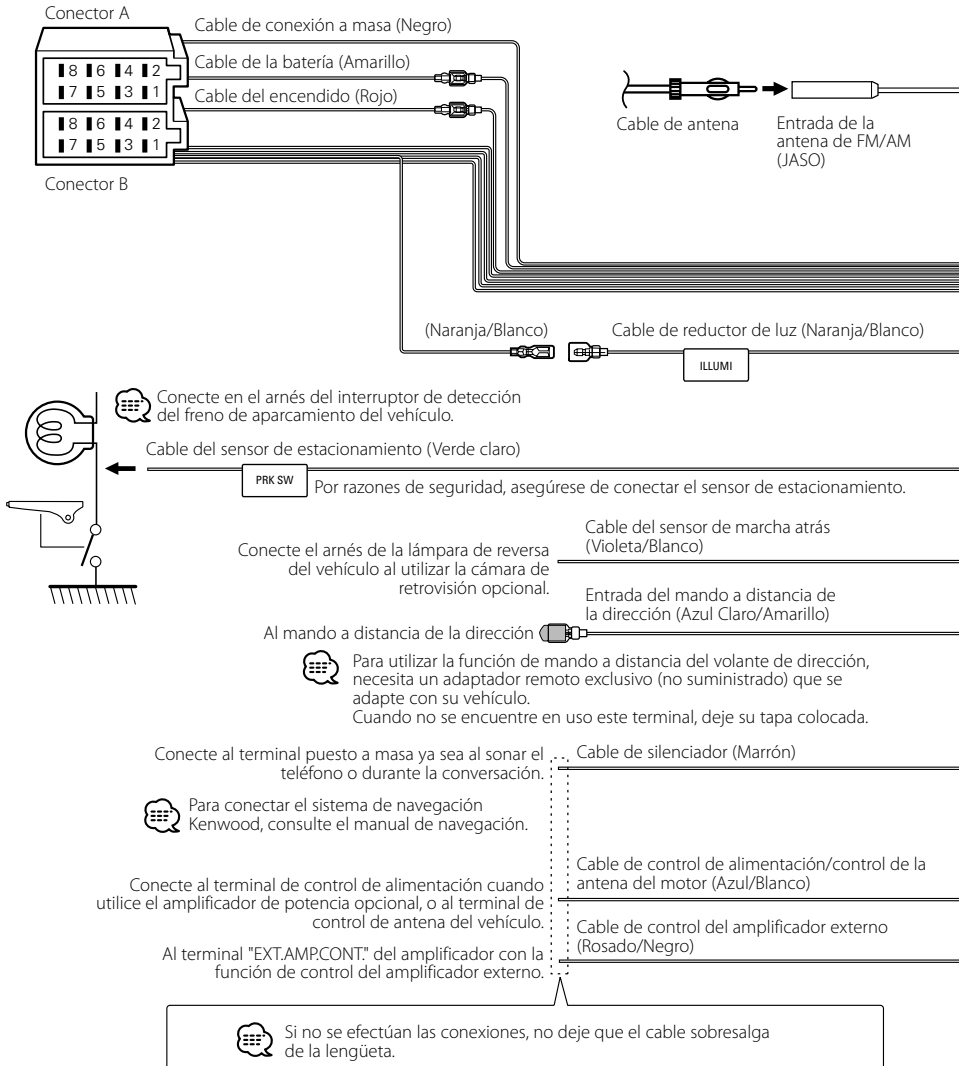 Conector A
Cable de conexión a masa (Negro)
Cable de la batería (Amarillo)
Cable del encendido (Rojo)
8 6 4 2
7 5 3 1
8 6 4 2
7 5 3 1
Conector B
Cable de antena
Entrada de la
antena de FM/AM
(JASO)
(Naranja/Blanco)
Cable de reductor de luz (Naranja/Blanco)
ILLUMI
Conecte en el arnés del interruptor de detección
del freno de aparcamiento del vehículo.
Cable del sensor de estacionamiento (Verde claro)
PRK SW
Por razones de seguridad, asegúrese de conectar el sensor de estacionamiento.
Conecte el arnés de la lámpara de reversa
del vehículo al utilizar la cámara de
retrovisión opcional.
Cable del sensor de marcha atrás
(Violeta/Blanco)
Entrada del mando a distancia de
la dirección (Azul Claro/Amarillo)
Al mando a distancia de la dirección
Para utilizar la función de mando a distancia del volante de dirección,
necesita un adaptador remoto exclusivo (no suministrado) que se
adapte con su vehículo.
Cuando no se encuentre en uso este terminal, deje su tapa colocada.
Conecte al terminal puesto a masa ya sea al sonar el
teléfono o durante la conversación.
Cable de silenciador (Marrón)
Para conectar el sistema de navegación
Kenwood, consulte el manual de navegación.
Conecte al terminal de control de alimentación cuando
utilice el amplificador de potencia opcional, o al terminal de
control de antena del vehículo.
Cable de control de alimentación/control de la
antena del motor (Azul/Blanco)
Al terminal "EXT.AMP.CONT." del amplificador con la
función de control del amplificador externo.
Cable de control del amplificador externo
(Rosado/Negro)
Si no se efectúan las conexiones, no deje que el cable sobresalga
de la lengüeta.